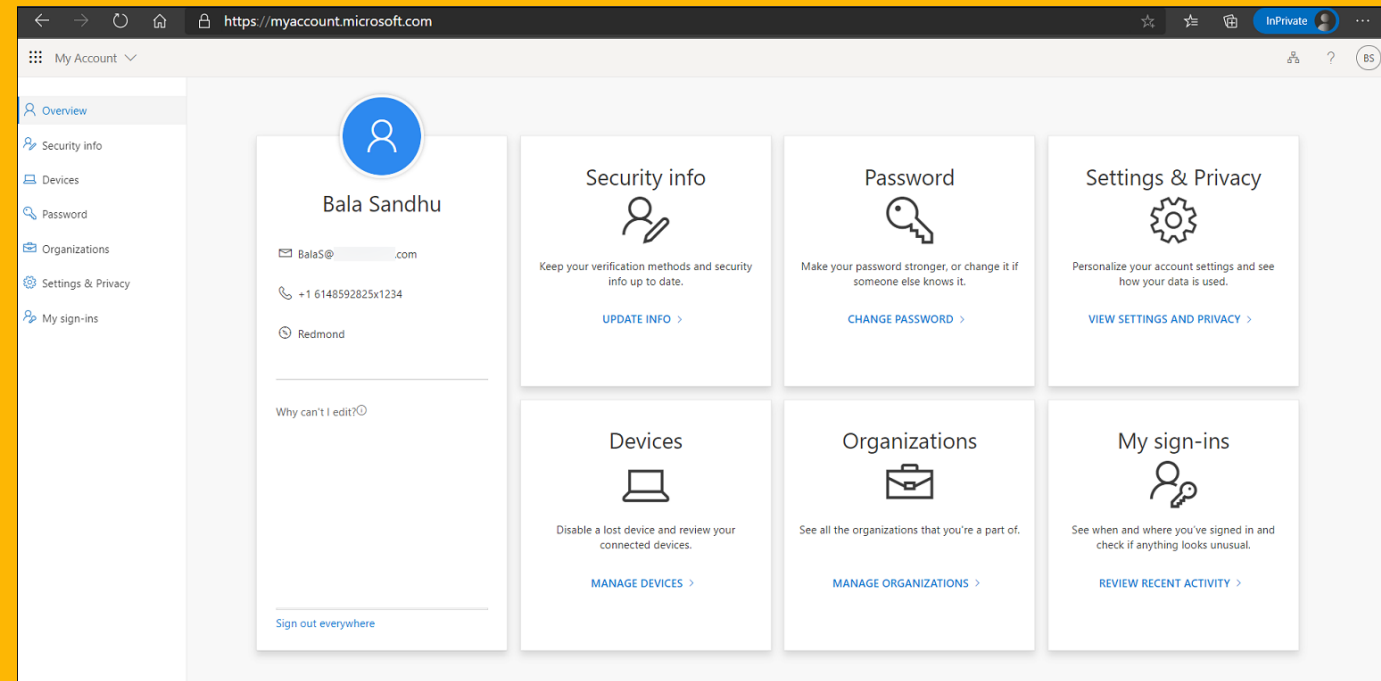 https://myaccount.microsoft.com
InPrivate
My Account
?
BS
Overview
Security info
Devices
Password
Organizations
Settings & Privacy
My sign-ins
Bala Sandhu
BalaS@ .com
+1 6148592825x1234
Redmond
Why can't I edit?
Sign out everywhere
Security info
Keep your verification methods and security
info up to date.
UPDATE INFO >
Password
Make your password stronger, or change it if
someone else knows it.
CHANGE PASSWORD >
Settings & Privacy
Personalize your account settings and see
how your data is used.
VIEW SETTINGS AND PRIVACY >
Devices
Disable a lost device and review your
connected devices.
MANAGE DEVICES >
Organizations
See all the organizations that you're a part of.
MANAGE ORGANIZATIONS >
My sign-ins
See when and where you've signed in and
check if anything looks unusual.
REVIEW RECENT ACTIVITY >